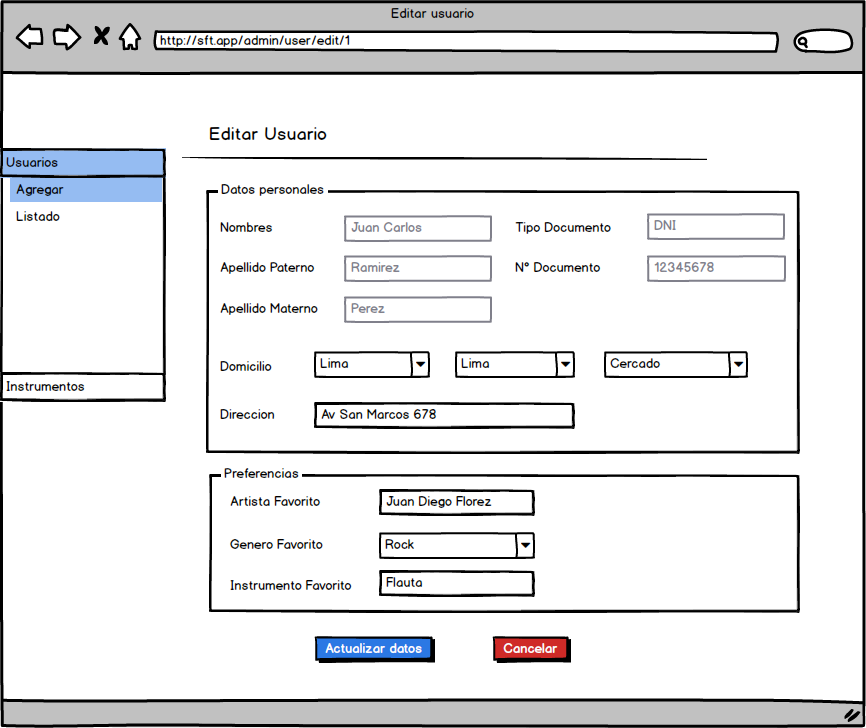 Editar usuario
http://sft.app/admin/user/edit/1
Editar Usuario
Usuarios
Agregar
Listado
Instrumentos
Datos personales
Nombres Juan Carlos Tipo Documento DNI
Apellido Paterno Ramirez N° Documento 12345678
Apellido Materno Perez
Domicilio Lima Lima Cercado
Direccion Av San Marcos 678
Preferencias
Artista Favorito Juan Diego Florez
Genero Favorito Rock
Instrumento Favorito Flauta
Actualizar datos Cancelar